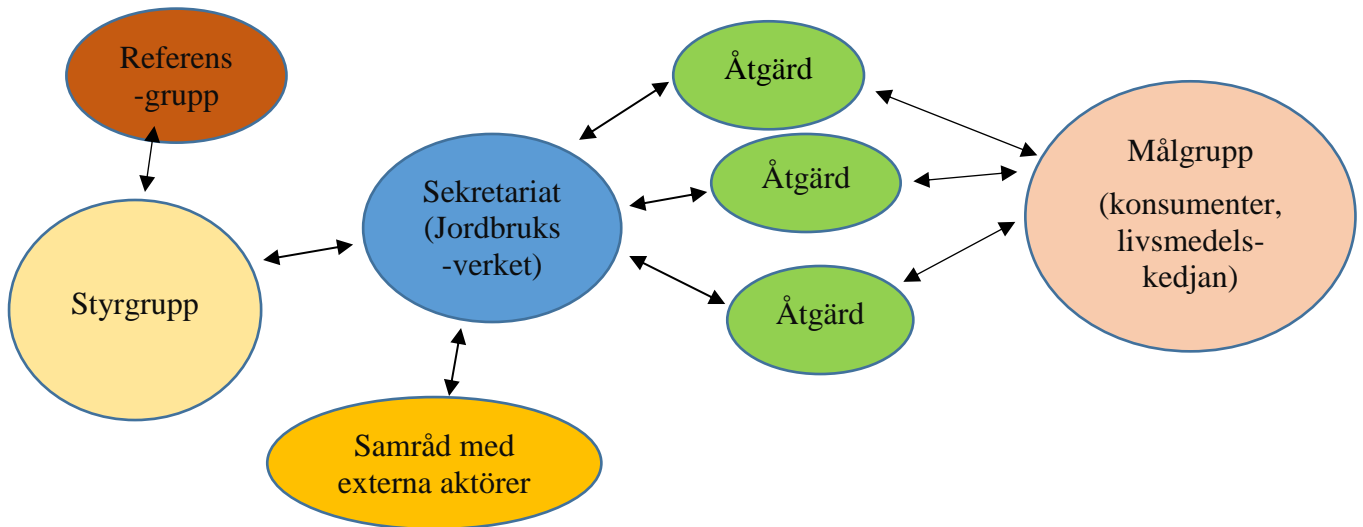 Referens
-grupp
Styrgrupp
Sekretariat
(Jordbruks
-verket)
Samråd med
externa aktörer
Åtgärd
Åtgärd
Åtgärd
Målgrupp
(konsumenter,
livsmedels-
kedjan)